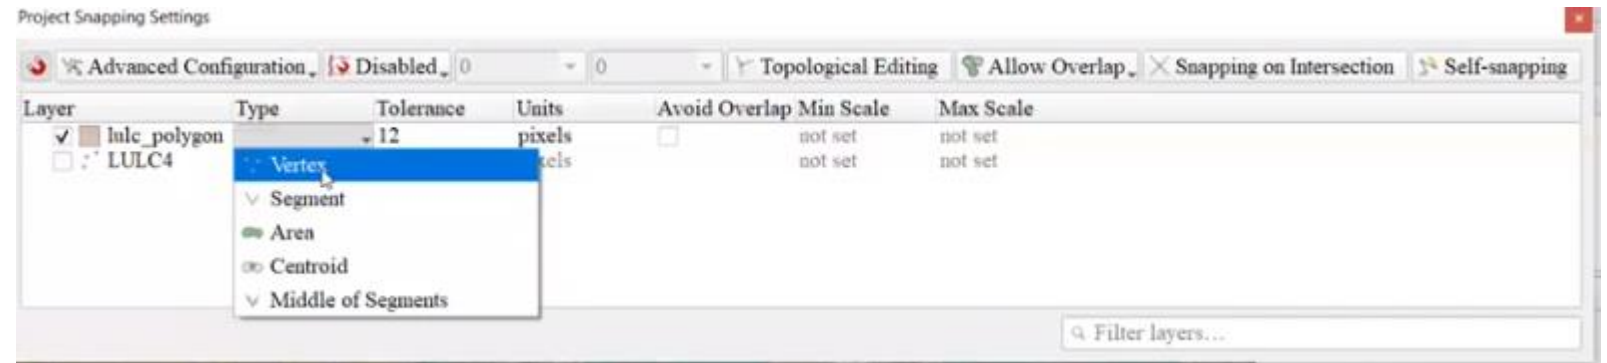 Project Snapping Settings
Advanced Configuration Disabled 0 0 Topological Editing Allow Overlap Snapping on Intersection Self-snapping
Layer Type Tolerance Units Avoid Overlap Min Scale Max Scale
lulc_polygon 12 pixels not set not set
LULC4 not set not set
Vertex
Segment
Area
Centroid
Middle of Segments
Filter layers...